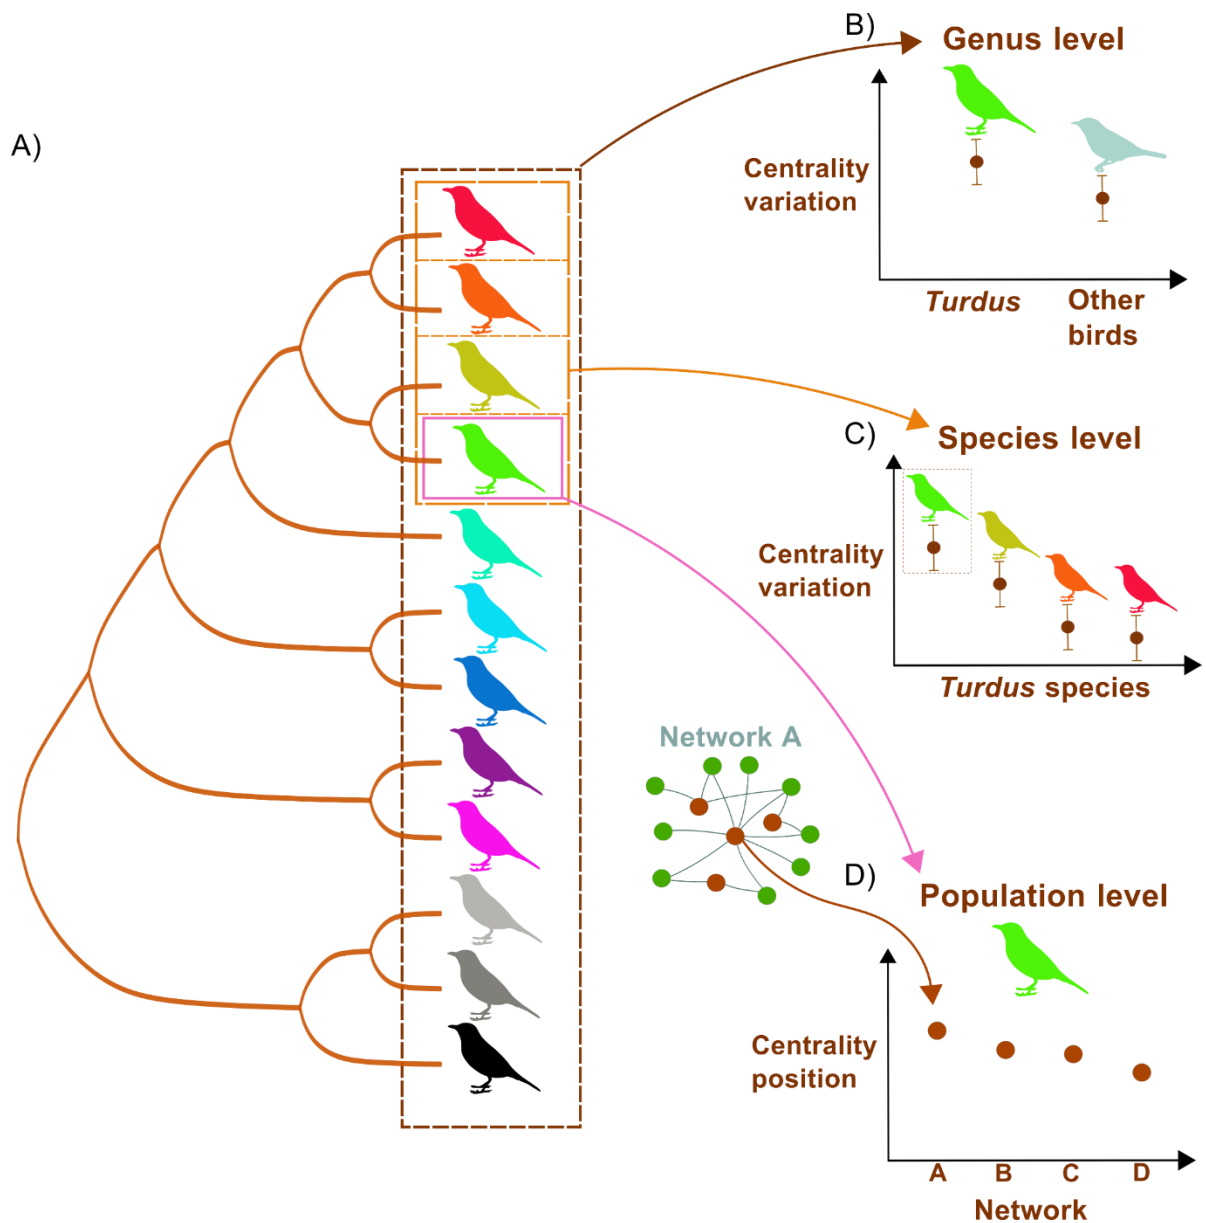 A)
B)
Genus level
Centrality
variation
Turdus
Other
birds
C)
Species level
Centrality
variation
Turdus species
Network A
D)
Population level
Centrality
position
A B C D
Network